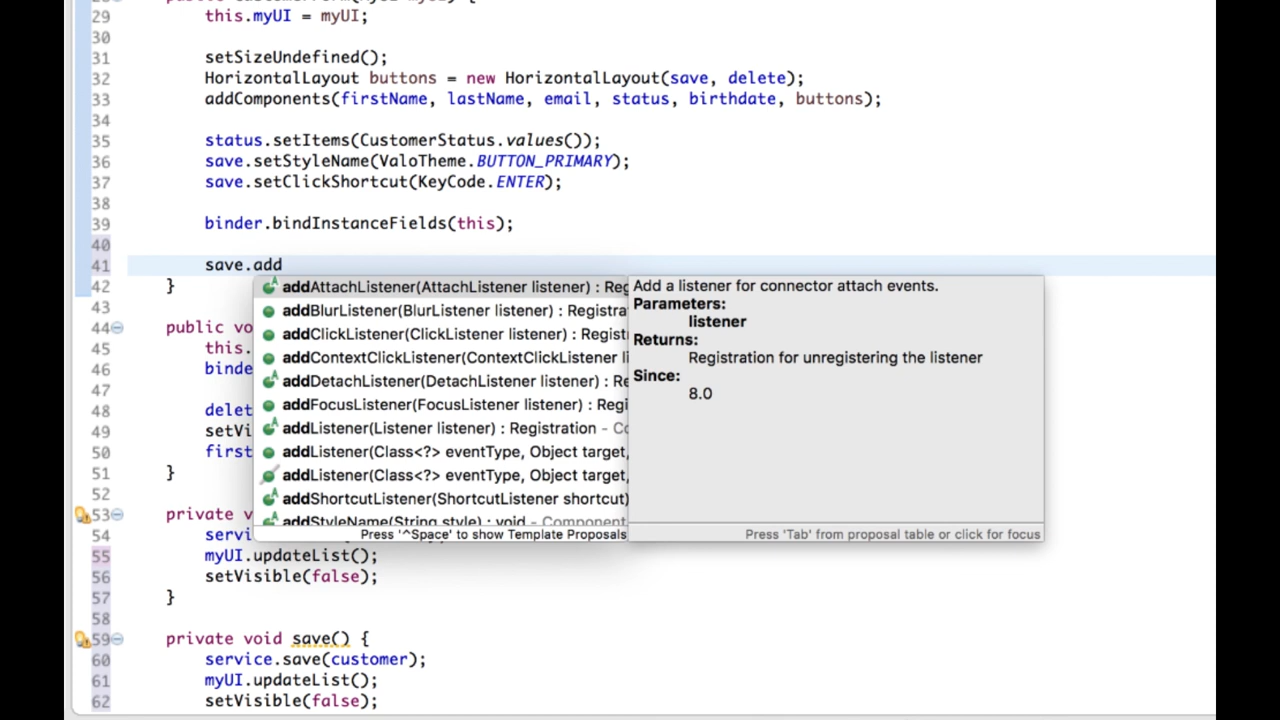 29 this.myUI = myUI;
30
31 setSizeUndefined();
32 HorizontalLayout buttons = new HorizontalLayout(save, delete);
33 addComponents(firstName, lastName, email, status, birthdate, buttons);
34
35 status.setItems(CustomerStatus.values());
36 save.setStyleName(ValoTheme.BUTTON_PRIMARY);
37 save.setClickShortcut(KeyCode.ENTER);
38
39 binder.bindInstanceFields(this);
40
41 save.add
42 }
43
44 public vo
45 this.
46 binde
47
48 delet
49 setVi
50 first
51 }
52
53 private v
54 servi
55 myUI.updateList();
56 setVisible(false);
57 }
58
59 private void save() {
60 service.save(customer);
61 myUI.updateList();
62 setVisible(false);
addAttachListener(AttachListener listener) : Reg
addBlurListener(BlurListener listener) : Registra
addClickListener(ClickListener listener) : Registr
addContextClickListener(ContextClickListener li
addDetachListener(DetachListener listener) : Re
addFocusListener(FocusListener listener) : Regi
addListener(Listener listener) : Registration - Co
addListener(Class<?> eventType, Object target,
addListener(Class<?> eventType, Object target,
addShortcutListener(ShortcutListener shortcut)
addStyleName(String style) : void - Component
Press '^Space' to show Template Proposals
Add a listener for connector attach events.
Parameters:
listener
Returns:
Registration for unregistering the listener
Since:
8.0
Press 'Tab' from proposal table or click for focus